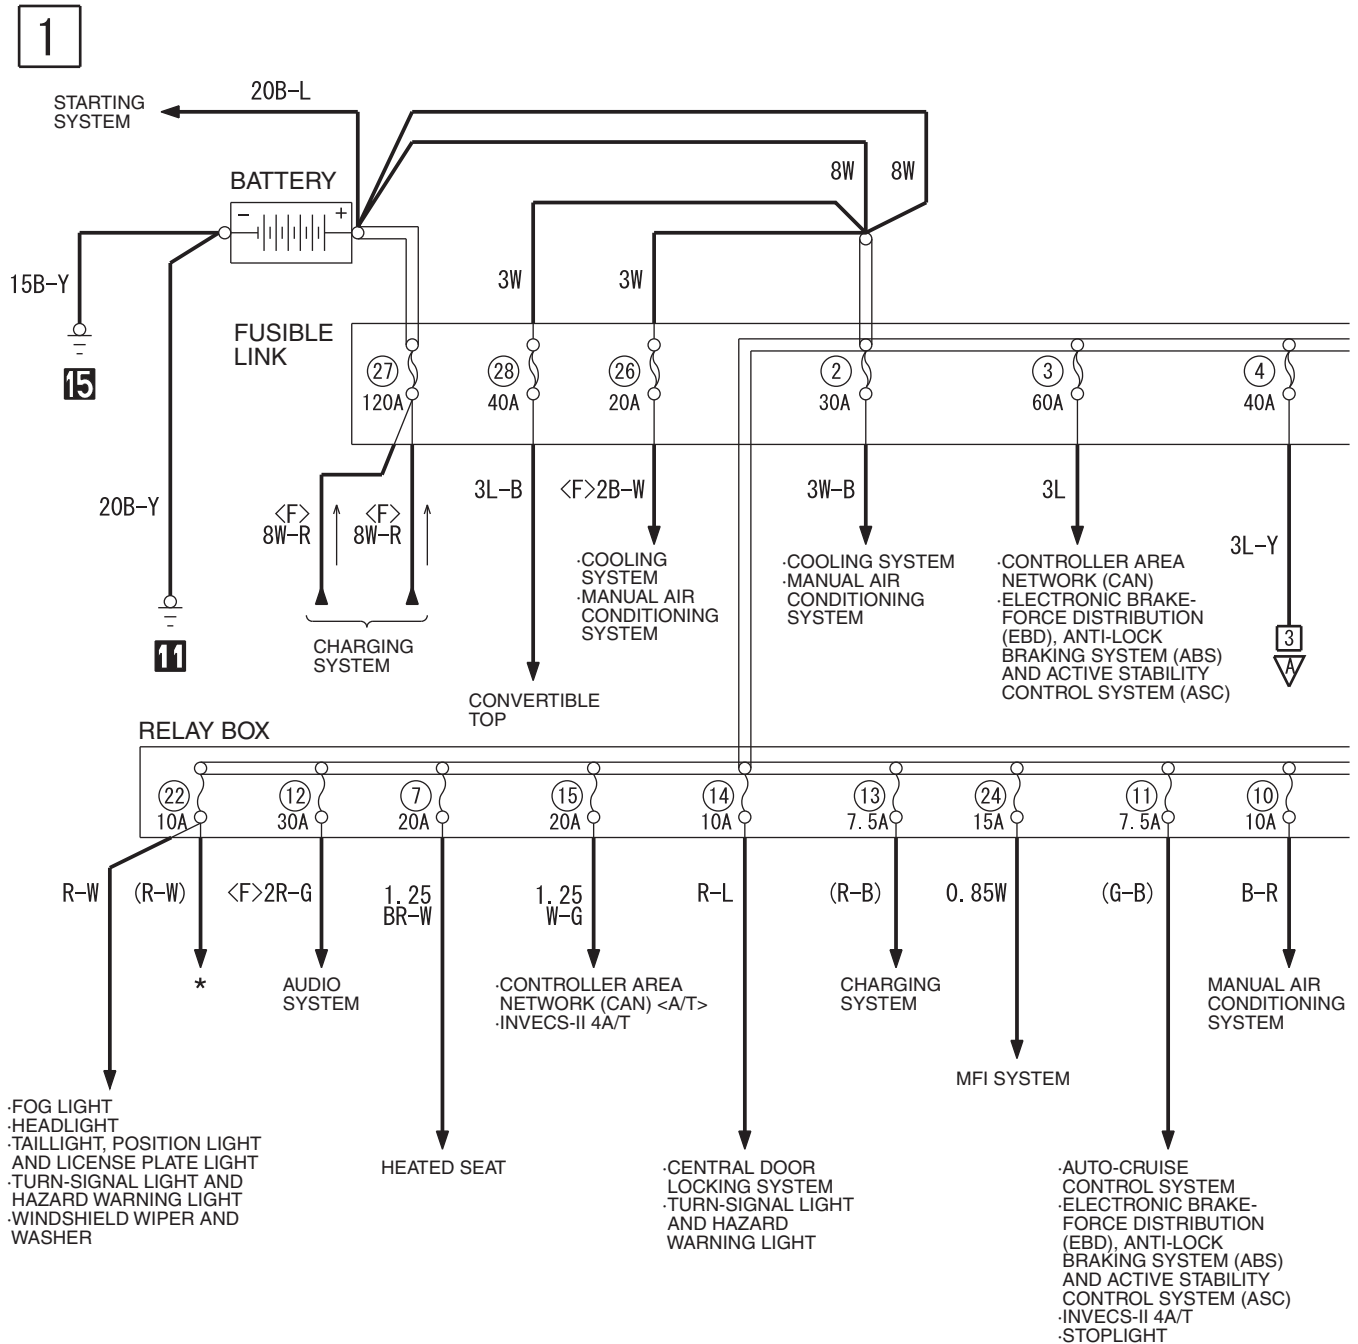 1
20B-L
STARTING
SYSTEM
8W
8W
BATTERY
- +
15B-Y
3W
3W
FUSIBLE
LINK
27
120A
28
40A
26
20A
2
30A
3
60A
4
40A
15
20B-Y
<F>
8W-R
<F>
8W-R
3L-B
<F>2B-W
3W-B
3L
3L-Y
·COOLING
SYSTEM
·MANUAL AIR
CONDITIONING
SYSTEM
·COOLING SYSTEM
·MANUAL AIR
CONDITIONING
SYSTEM
·CONTROLLER AREA
NETWORK (CAN)
·ELECTRONIC BRAKE-
FORCE DISTRIBUTION
(EBD), ANTI-LOCK
BRAKING SYSTEM (ABS)
AND ACTIVE STABILITY
CONTROL SYSTEM (ASC)
3
A
11
CHARGING
SYSTEM
CONVERTIBLE
TOP
RELAY BOX
22
10A
12
30A
7
20A
15
20A
14
10A
13
7.5A
24
15A
11
7.5A
10
10A
R-W
(R-W)
<F>2R-G
1.25
BR-W
1.25
W-G
R-L
(R-B)
0.85W
(G-B)
B-R
*
AUDIO
SYSTEM
·CONTROLLER AREA
NETWORK (CAN) <A/T>
·INVECS-II 4A/T
CHARGING
SYSTEM
MANUAL AIR
CONDITIONING
SYSTEM
MFI SYSTEM
·FOG LIGHT
·HEADLIGHT
·TAILLIGHT, POSITION LIGHT
AND LICENSE PLATE LIGHT
·TURN-SIGNAL LIGHT AND
HAZARD WARNING LIGHT
·WINDSHIELD WIPER AND
WASHER
HEATED SEAT
·CENTRAL DOOR
LOCKING SYSTEM
·TURN-SIGNAL LIGHT
AND HAZARD
WARNING LIGHT
·AUTO-CRUISE
CONTROL SYSTEM
·ELECTRONIC BRAKE-
FORCE DISTRIBUTION
(EBD), ANTI-LOCK
BRAKING SYSTEM (ABS)
AND ACTIVE STABILITY
CONTROL SYSTEM (ASC)
·INVECS-II 4A/T
·STOPLIGHT